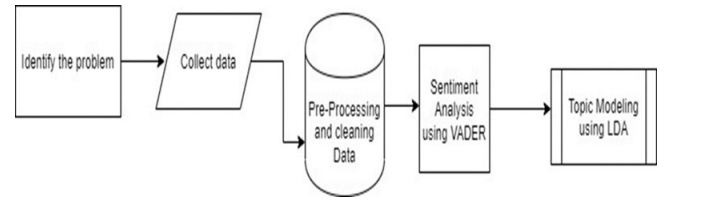 Identify the problem
Collect data
Pre-Processing
and cleaning
Data
Sentiment
Analysis
using VADER
Topic Modeling
using LDA